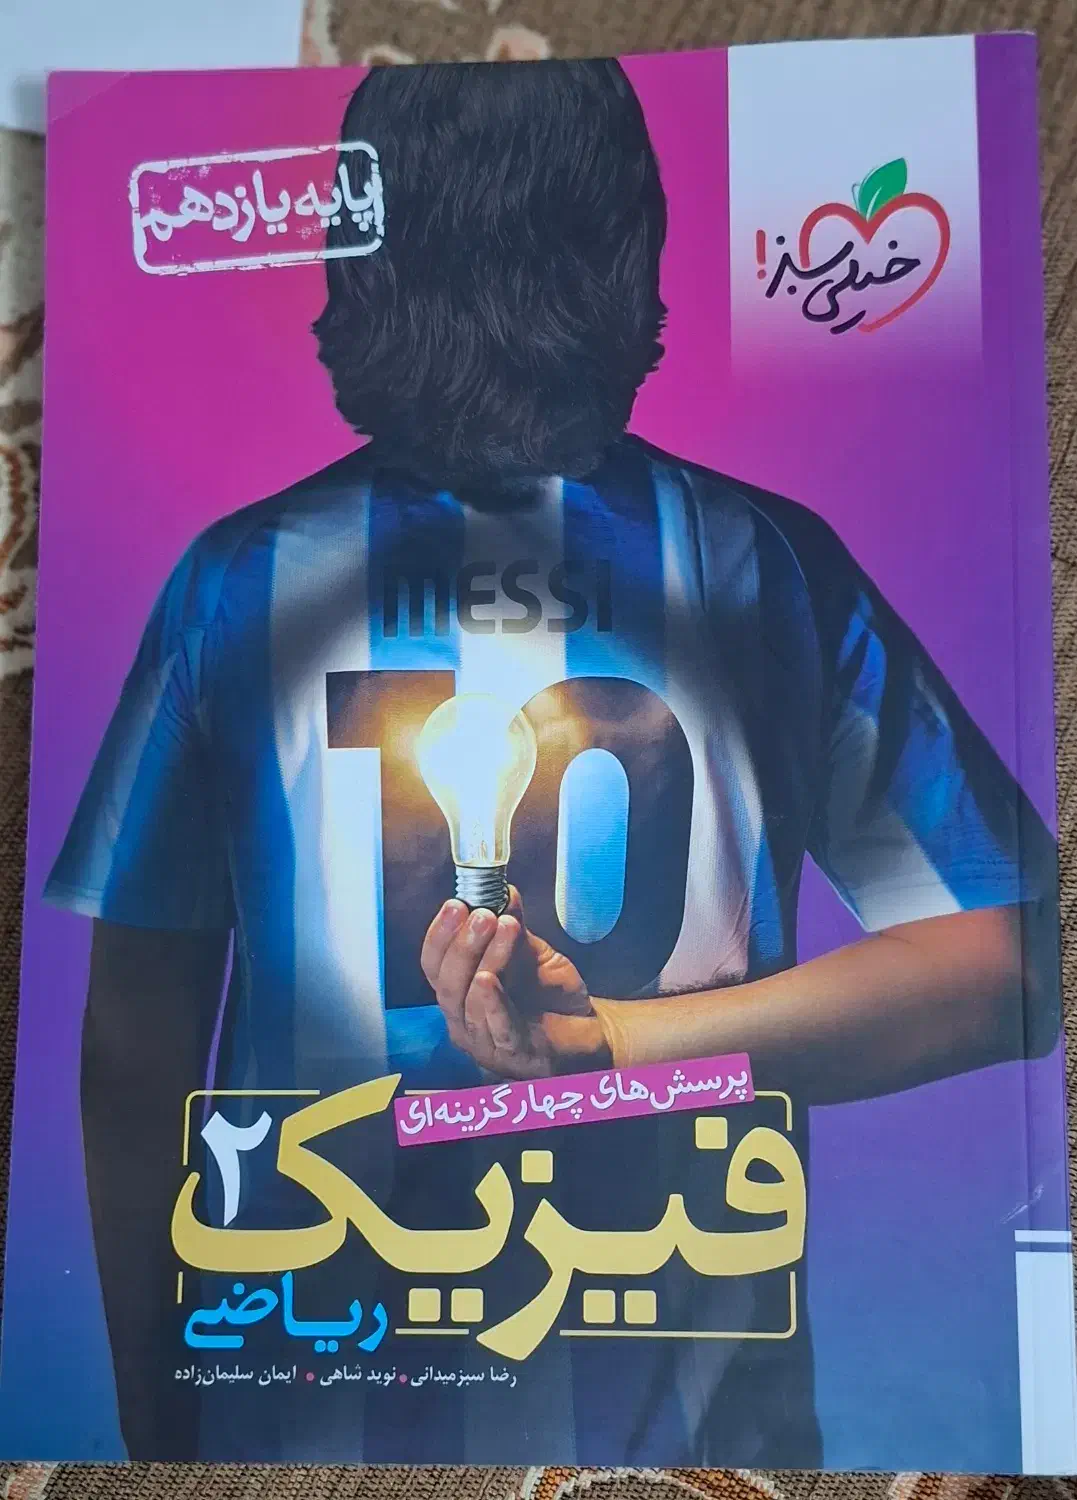 پایه یازدهم
خیلی سبز!
MESSI
10
پرسش‌های چهارگزینه‌ای
فیزیک ۲
ریاضی
رضا سبزمیدانی • نوید شاهی • ایمان سلیمان‌زاده